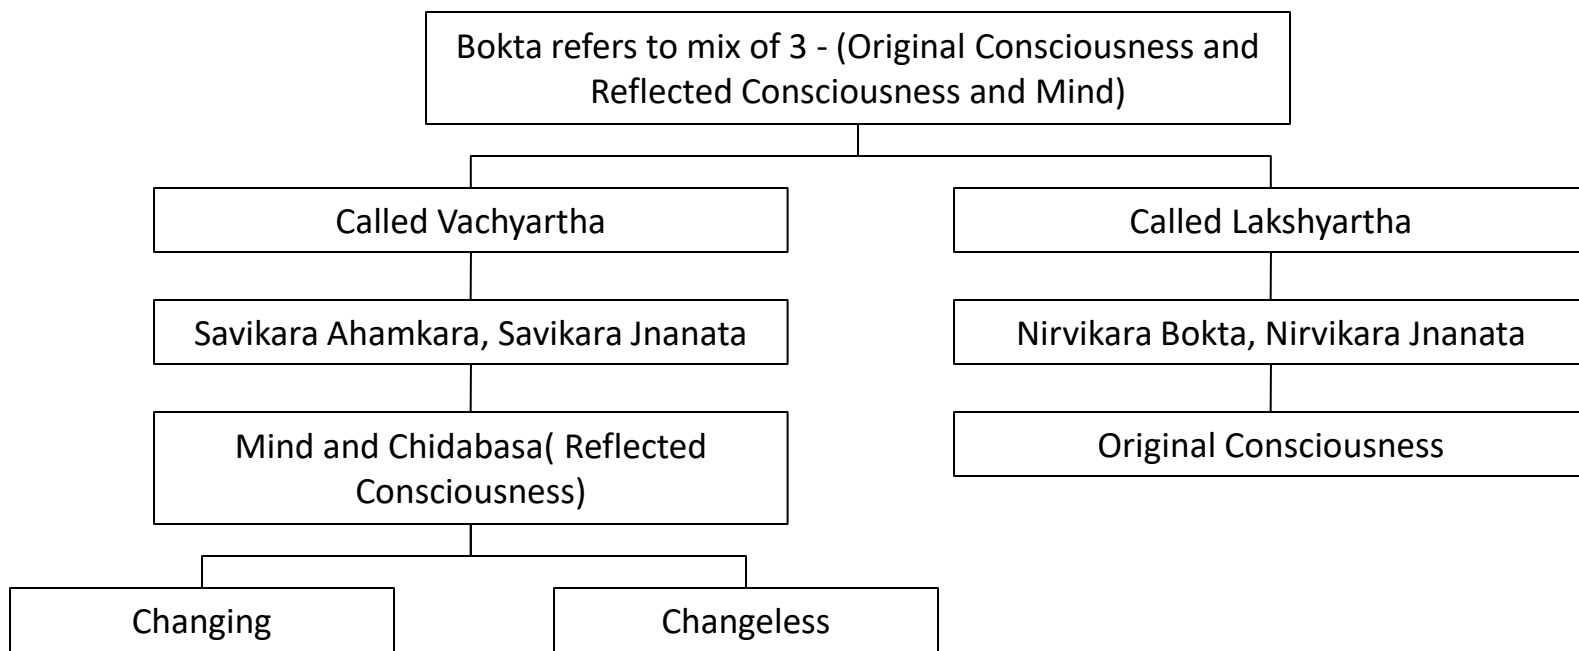 Bokta refers to mix of 3 - (Original Consciousness and
Reflected Consciousness and Mind)
Called Vachyartha
Called Lakshyartha
Savikara Ahamkara, Savikara Jnanata
Nirvikara Bokta, Nirvikara Jnanata
Mind and Chidabasa( Reflected
Consciousness)
Original Consciousness
Changing
Changeless